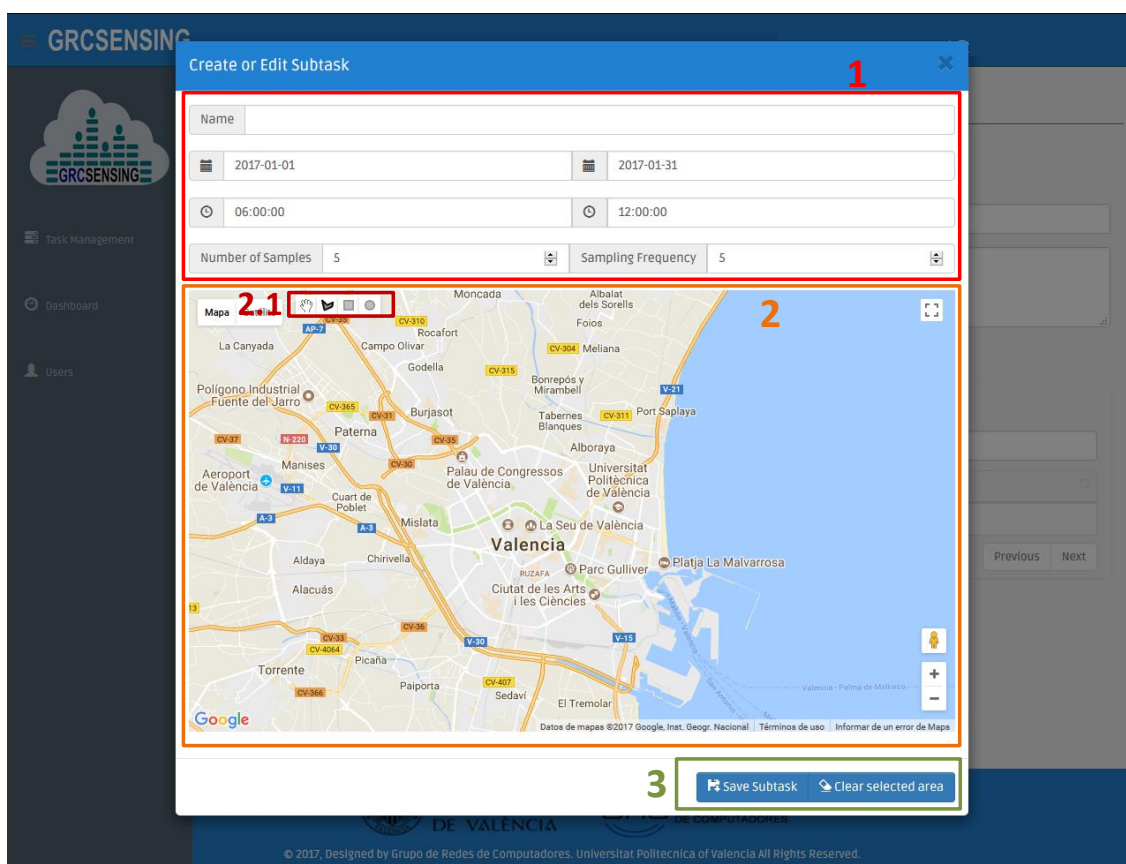 GRCSENSING
Create or Edit Subtask
1
GRCSENSING
Name
2017-01-01 2017-01-31
06:00:00 12:00:00
Number of Samples 5 Sampling Frequency 5
Task Management
Dashboard
Users
Mapa
2.1
2
Moncada
Albalat
dels Sorells
CV-35
CV-310
AP-7
Rocafort
Foios
La Canyada
Campo Olivar
CV-304 Meliana
Godella
CV-315
Bonrepós y
Mirambell
V-21
Polígono Industrial
Fuente del Jarro
CV-365
CV-31
Burjasot
Tabernes
Blanques
CV-311 Port Saplaya
Paterna
CV-37
N-220
V-30
CV-35
Alboraya
Manises
CV-30
Palau de Congressos
de València
Universitat
Politècnica
de València
Aeroport
de València
V-11
Cuart de
Poblet
A-3
A-3
Mislata
La Seu de València
Valencia
Aldaya
Chirivella
RUZAFA
Parc Gulliver
Platja La Malvarrosa
Alacuás
Ciutat de les Arts
i les Ciències
CV-36
CV-33
CV-4064
V-30
V-15
Picaña
Torrente
CV-366
Paiporta
CV-407
Sedaví
El Tremolar
Valencia - Palma de Mallorca
Google
Datos de mapas ©2017 Google, Inst. Geogr. Nacional Términos de uso Informar de un error de Maps
Previous Next
3
Save Subtask Clear selected area
DE VALÈNCIA
DE COMPUTADORES
© 2017, Designed by Grupo de Redes de Computadores. Universitat Politecnica of Valencia All Rights Reserved.